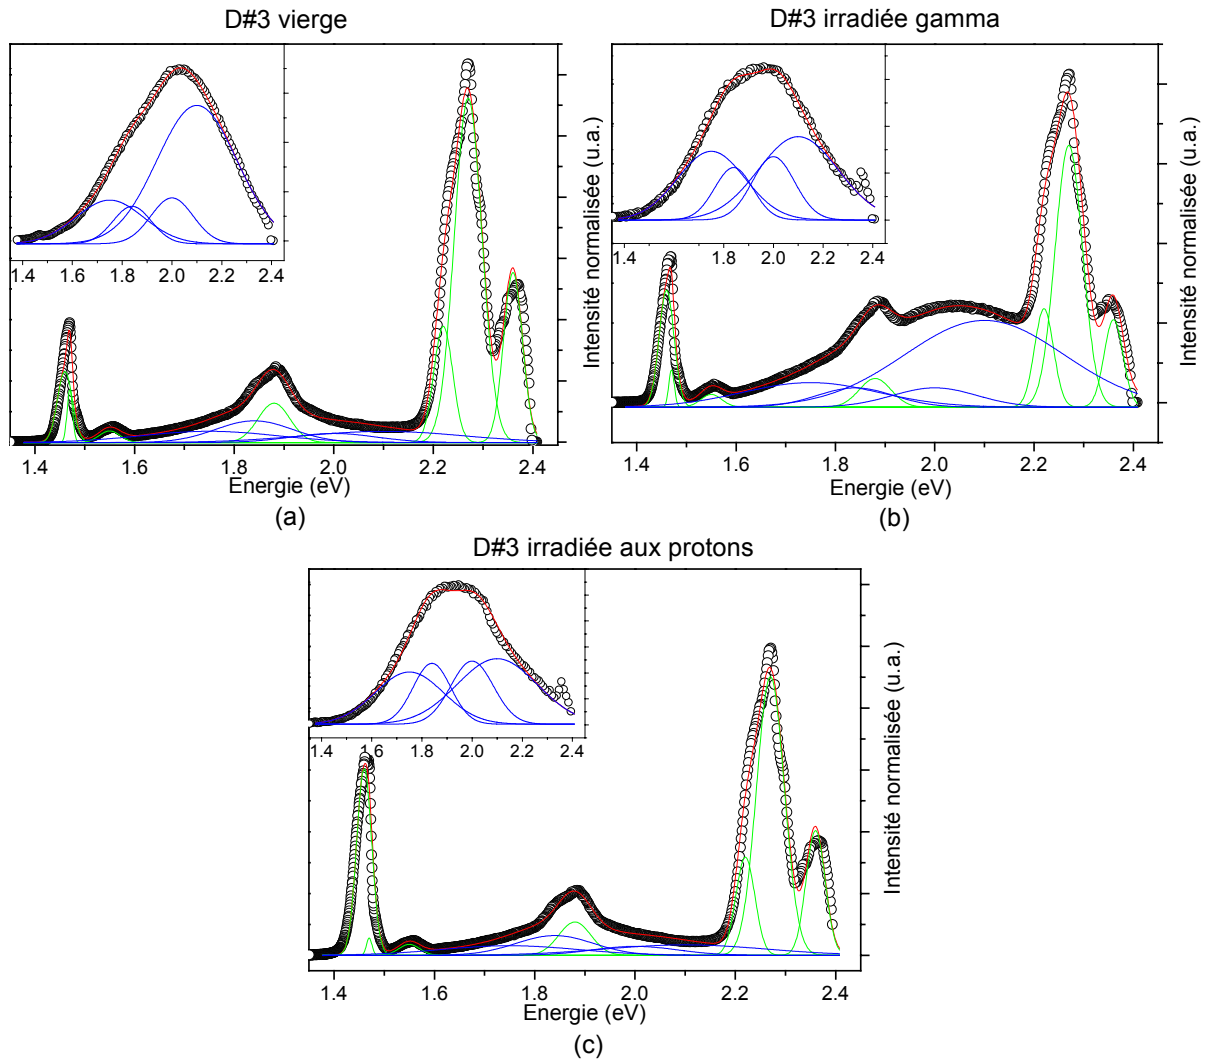 D#3 vierge
1.4 1.6 1.8 2.0 2.2 2.4
Intensité normalisée (u.a.)
1.4 1.6 1.8 2.0 2.2 2.4
Energie (eV)
(a)
D#3 irradiée gamma
1.4 1.6 1.8 2.0 2.2 2.4
Intensité normalisée (u.a.)
1.4 1.6 1.8 2.0 2.2 2.4
Energie (eV)
(b)
D#3 irradiée aux protons
1.4 1.6 1.8 2.0 2.2 2.4
Intensité normalisée (u.a.)
1.4 1.6 1.8 2.0 2.2 2.4
Energie (eV)
(c)